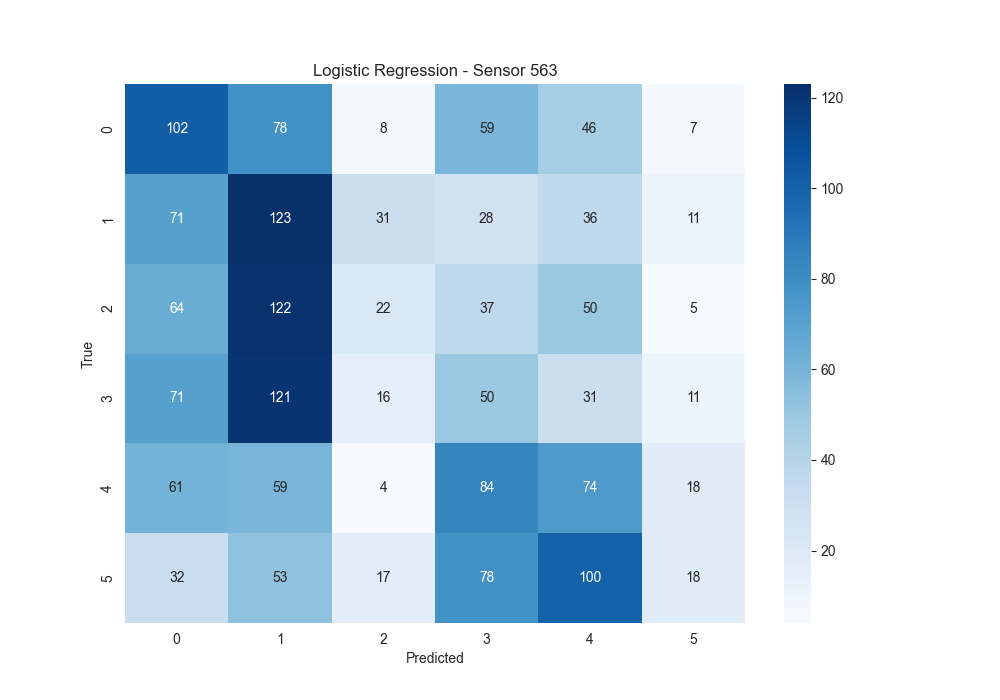 Logistic Regression - Sensor 563
0 102 78 8 59 46 7
1 71 123 31 28 36 11
2 64 122 22 37 50 5
3 71 121 16 50 31 11
4 61 59 4 84 74 18
5 32 53 17 78 100 18
0 1 2 3 4 5
Predicted
True
120
100
80
60
40
20